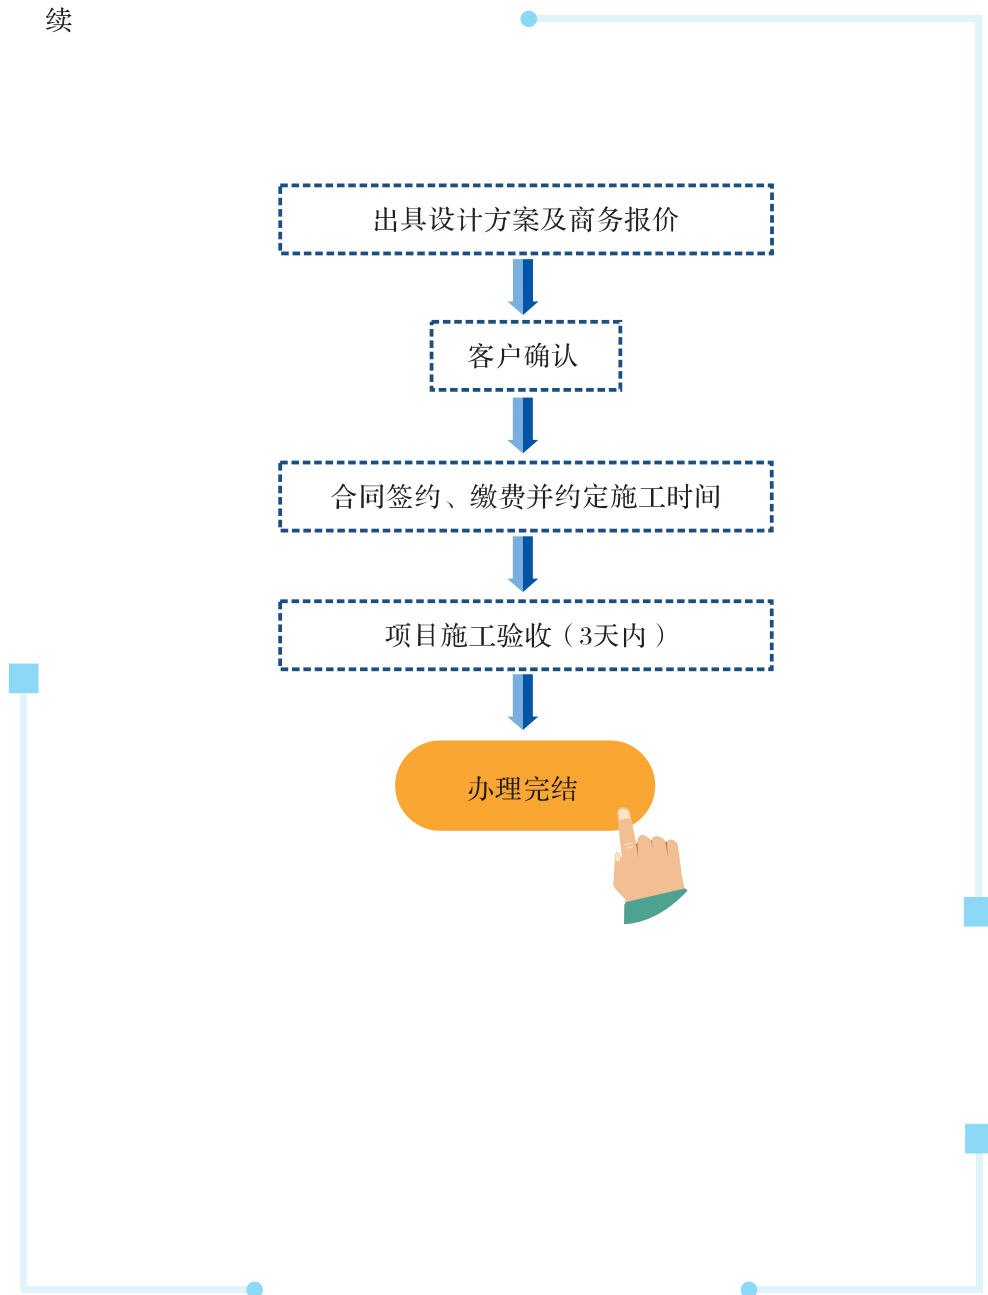 续
出具设计方案及商务报价
客户确认
合同签约、缴费并约定施工时间
项目施工验收（3天内）
办理完结